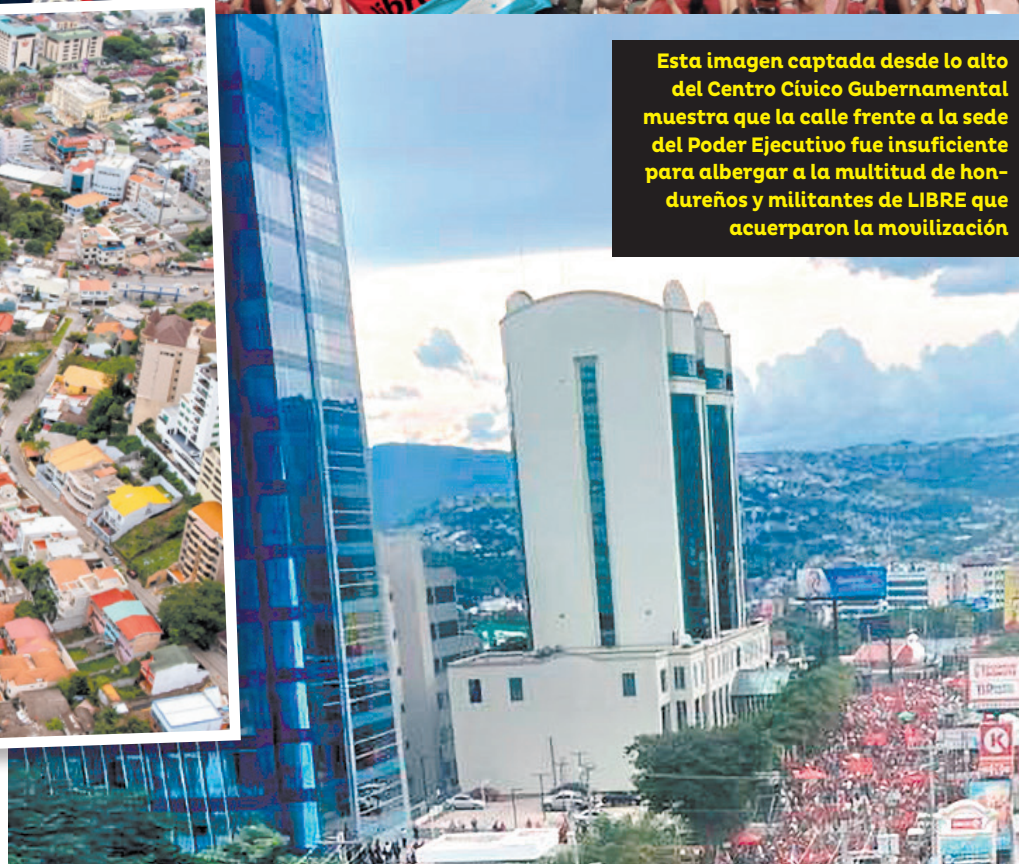 libr
Esta imagen captada desde lo alto
del Centro Cívico Gubernamental
muestra que la calle frente a la sede
del Poder Ejecutivo fue insuficiente
para albergar a la multitud de hon-
dureños y militantes de LIBRE que
acuerparon la movilización
K